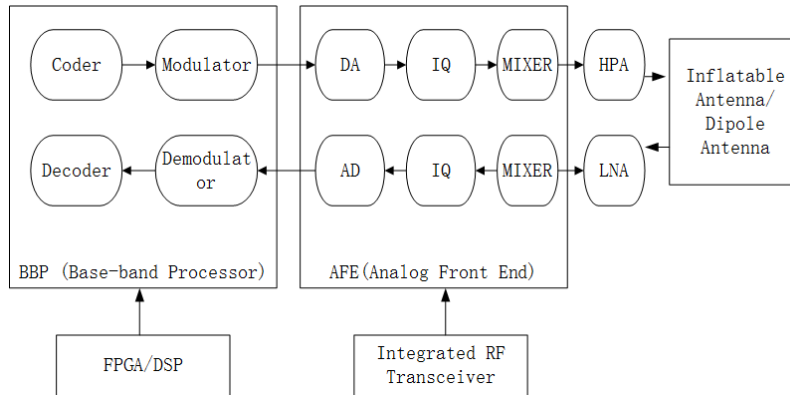 Coder
Modulator
DA
IQ
MIXER
HPA
Inflatable
Antenna/
Dipole
Antenna
Decoder
Demodulat
or
AD
IQ
MIXER
LNA
BBP (Base-band Processor)
AFE(Analog Front End)
FPGA/DSP
Integrated RF
Transceiver